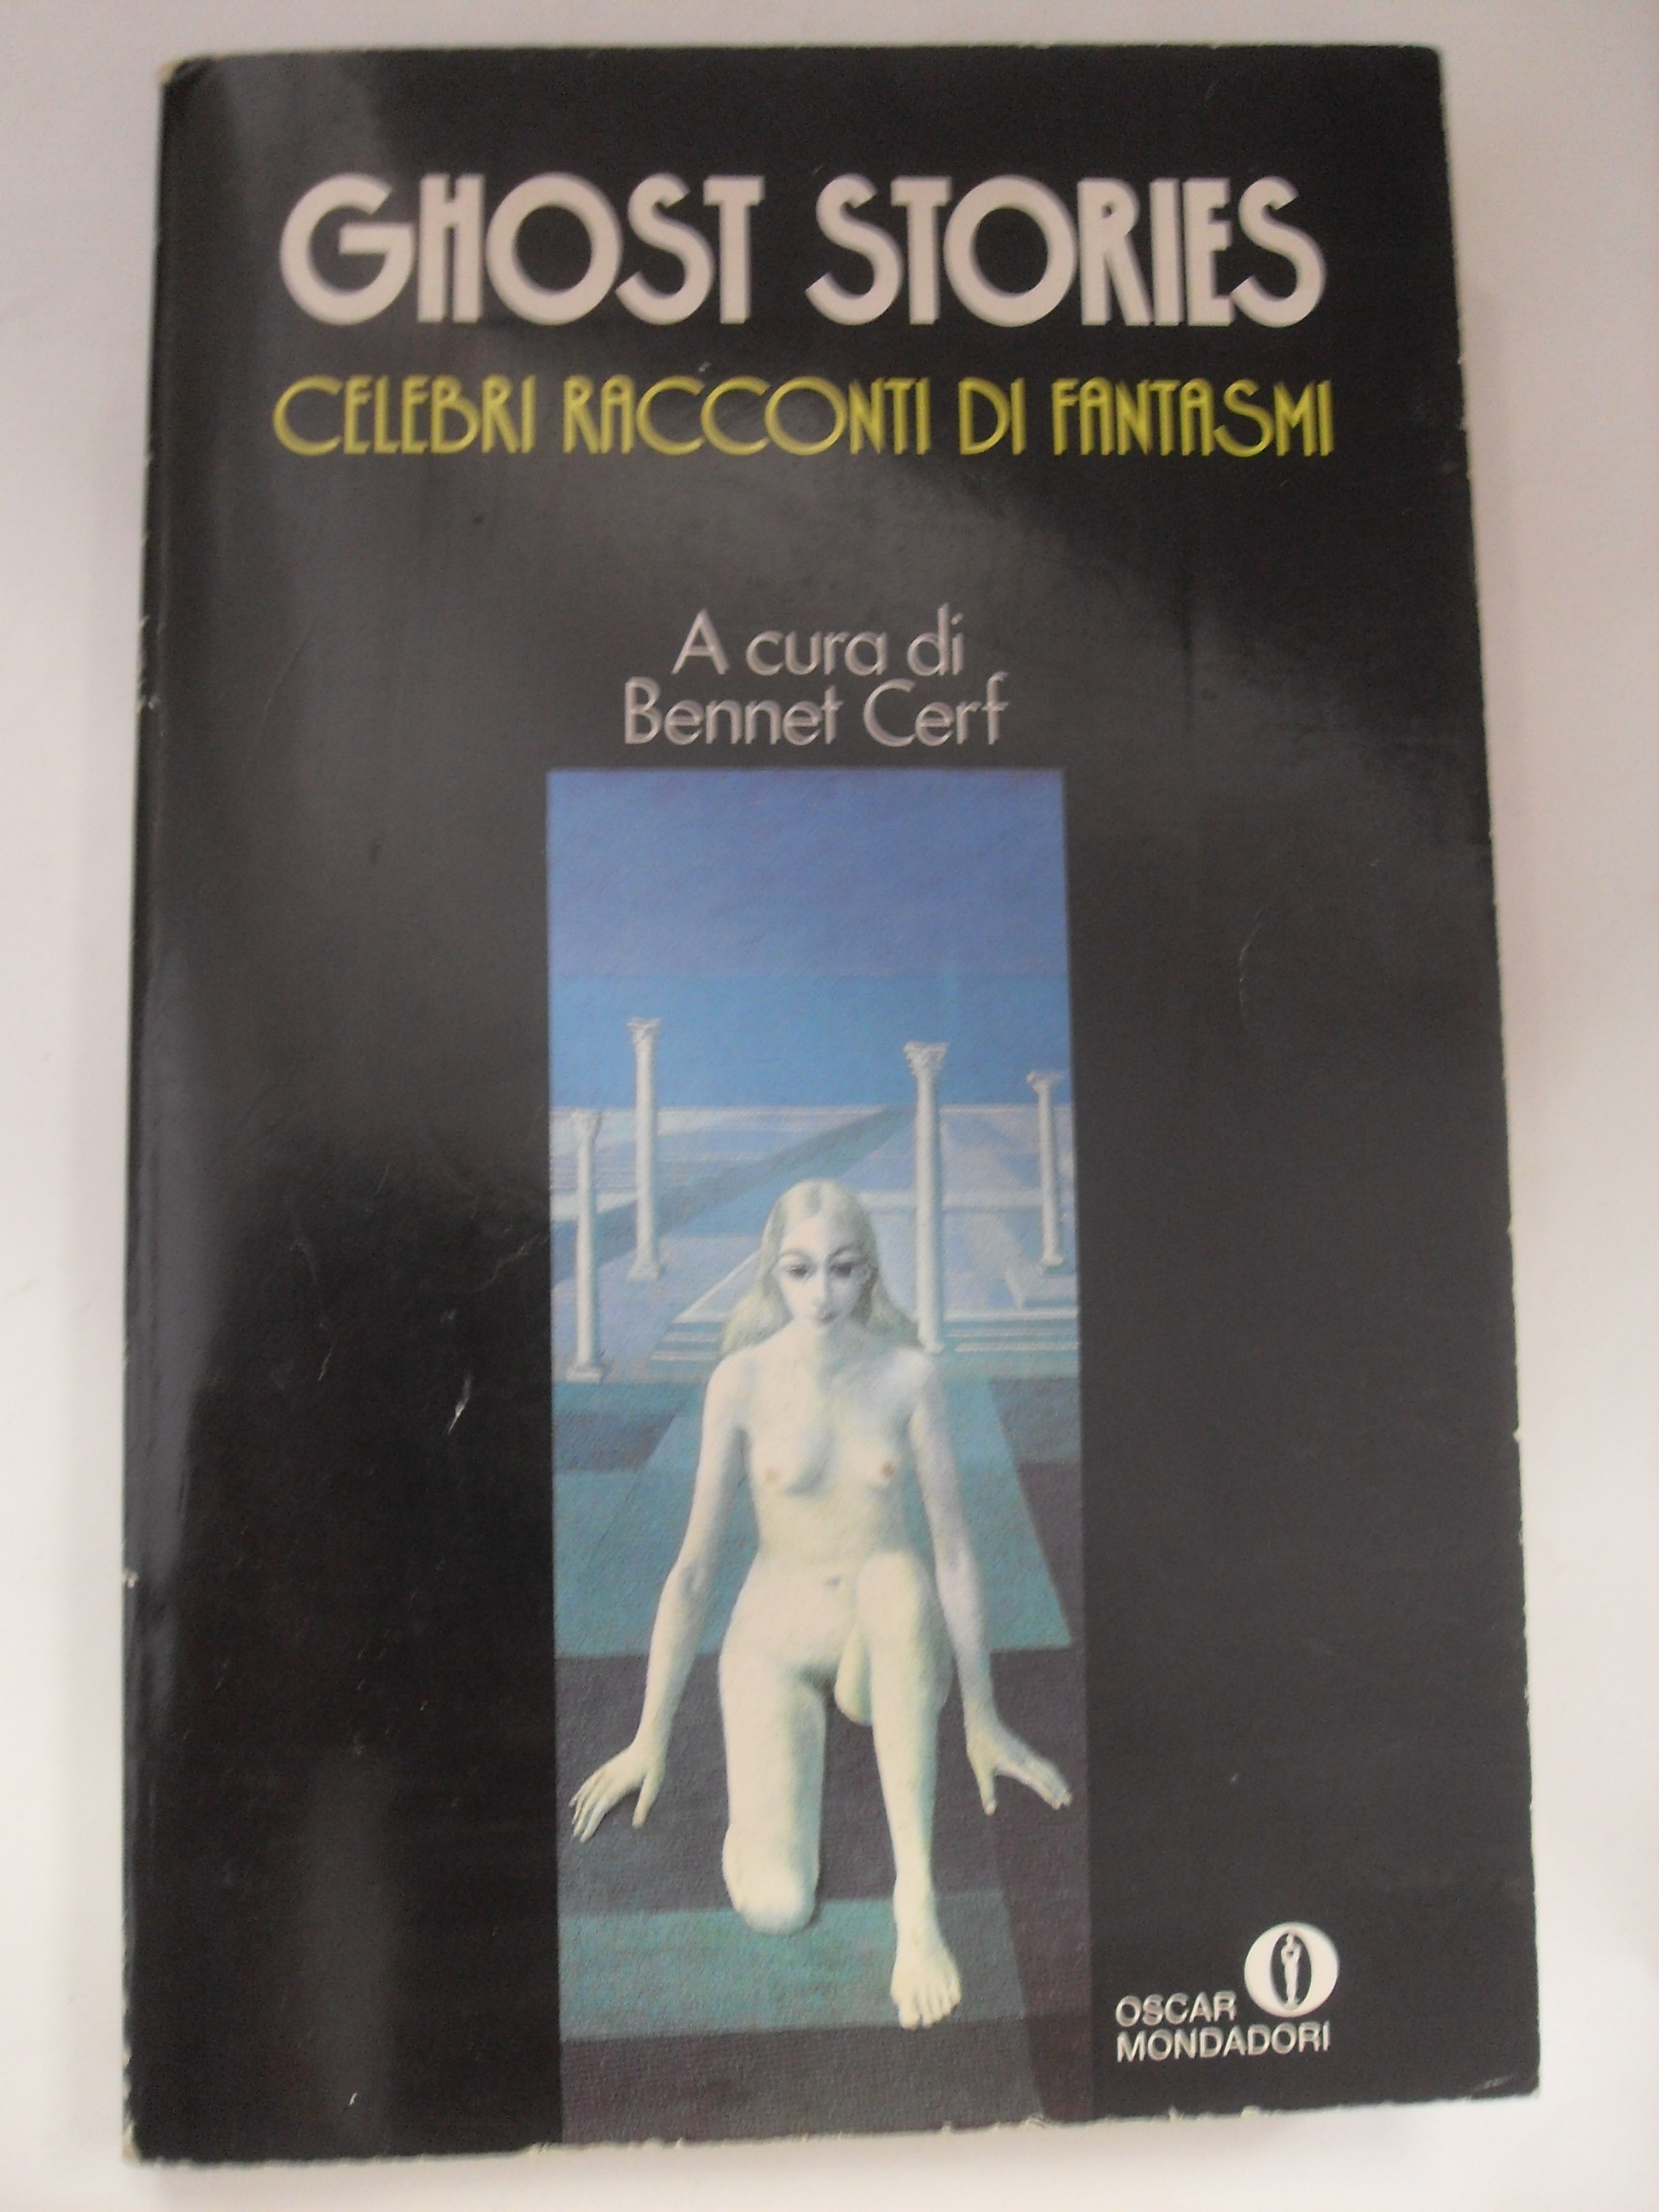 GHOST STORIES
CELEBRI RACCONTI DI FANTASMI
A cura di
Bennet Cerf
OSCAR
MONDADORI